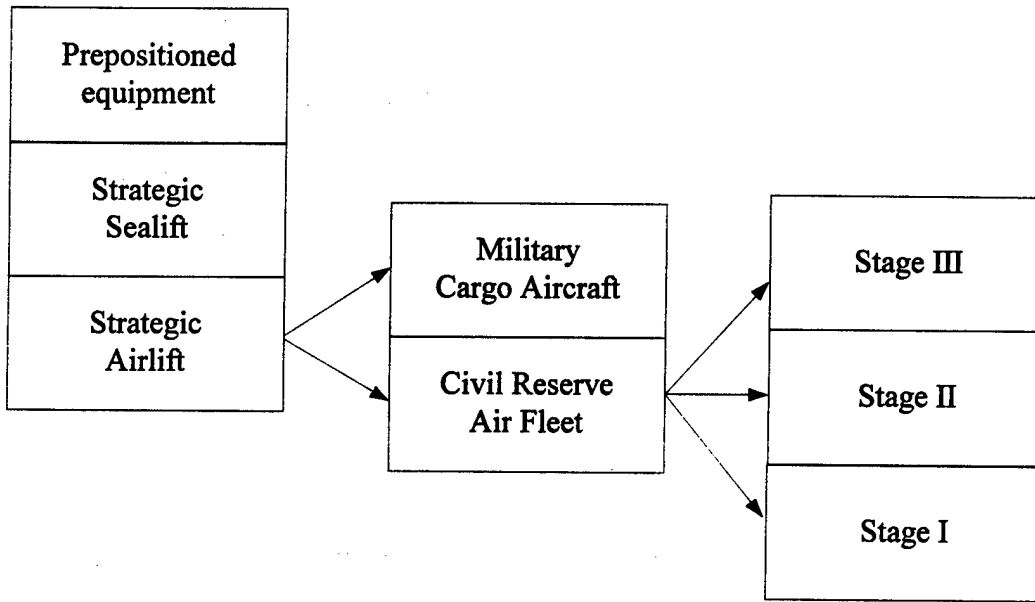 Prepositioned
equipment
Strategic
Sealift
Strategic
Airlift
Military
Cargo Aircraft
Civil Reserve
Air Fleet
Stage III
Stage II
Stage I